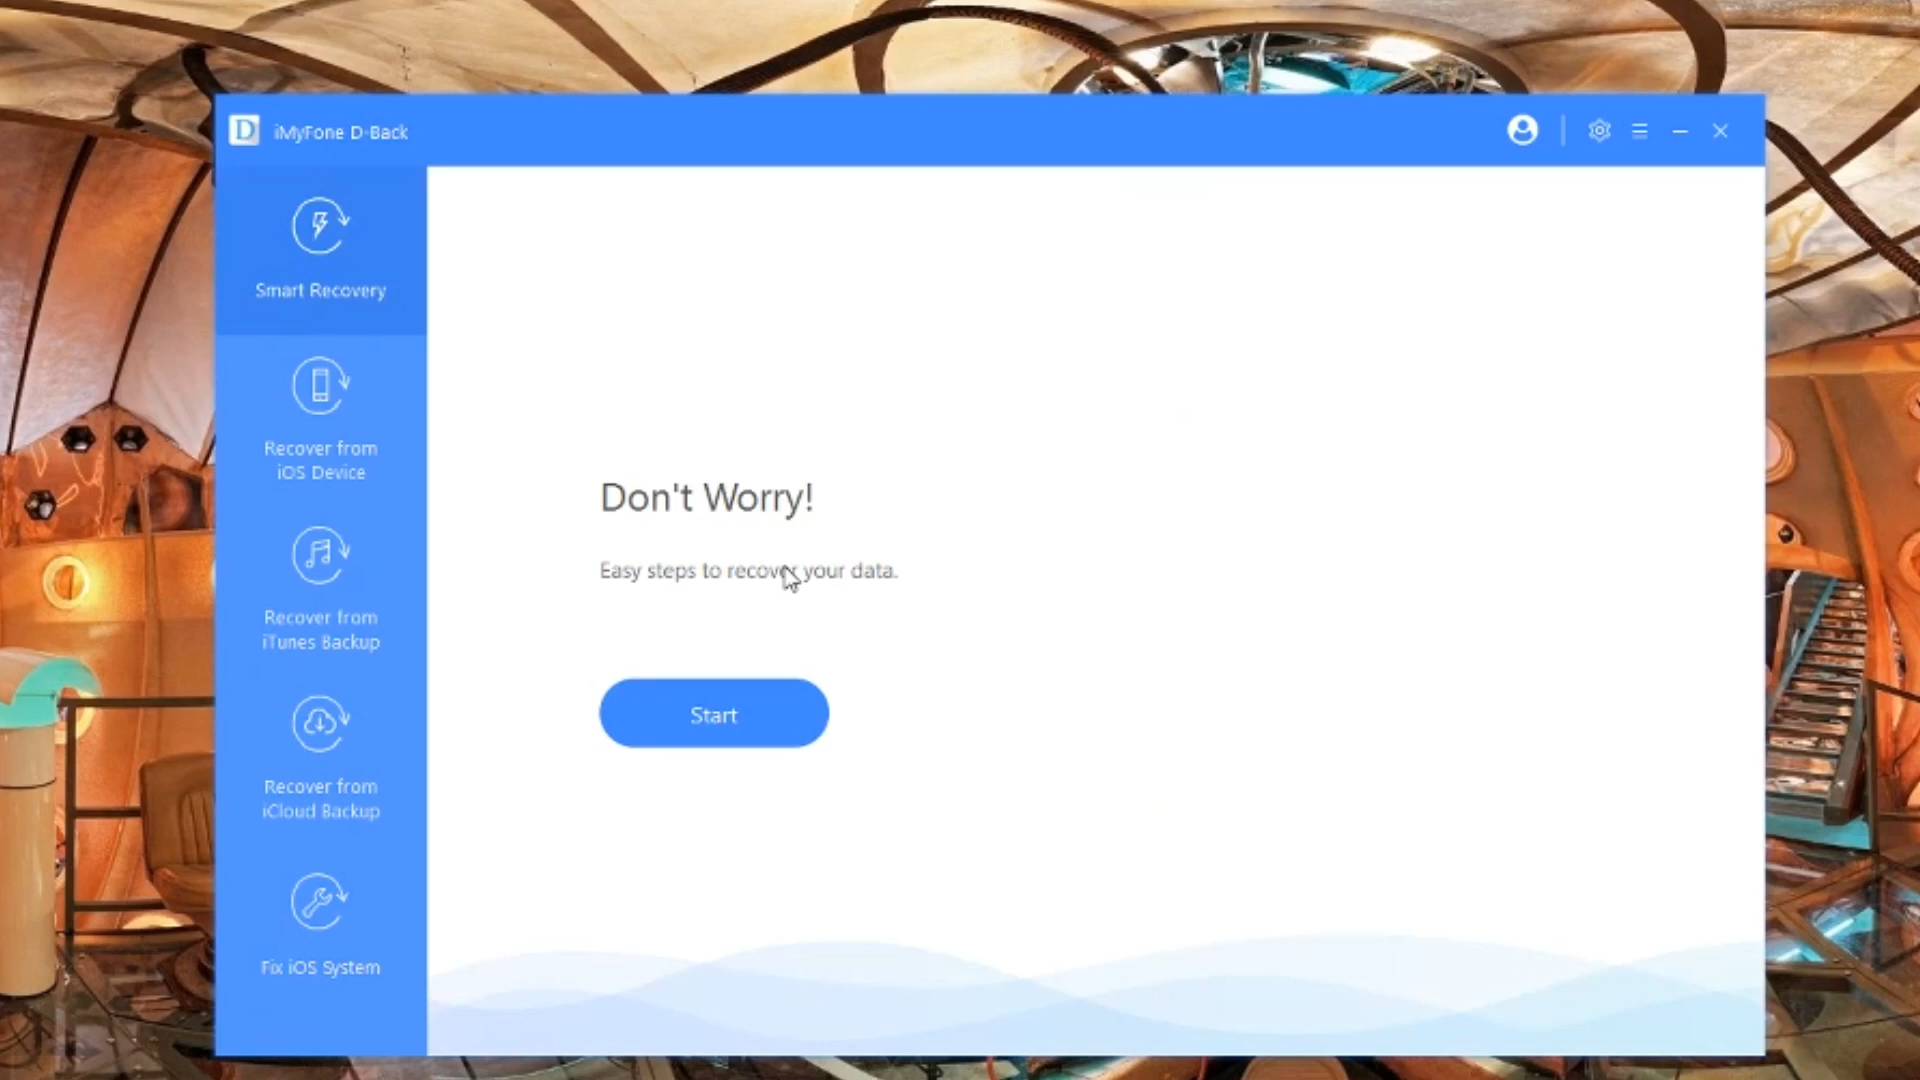 D iMyFone D-Back
Smart Recovery
Recover from
iOS Device
Recover from
iTunes Backup
Recover from
iCloud Backup
Fix iOS System
Don't Worry!
Easy steps to recover your data.
Start